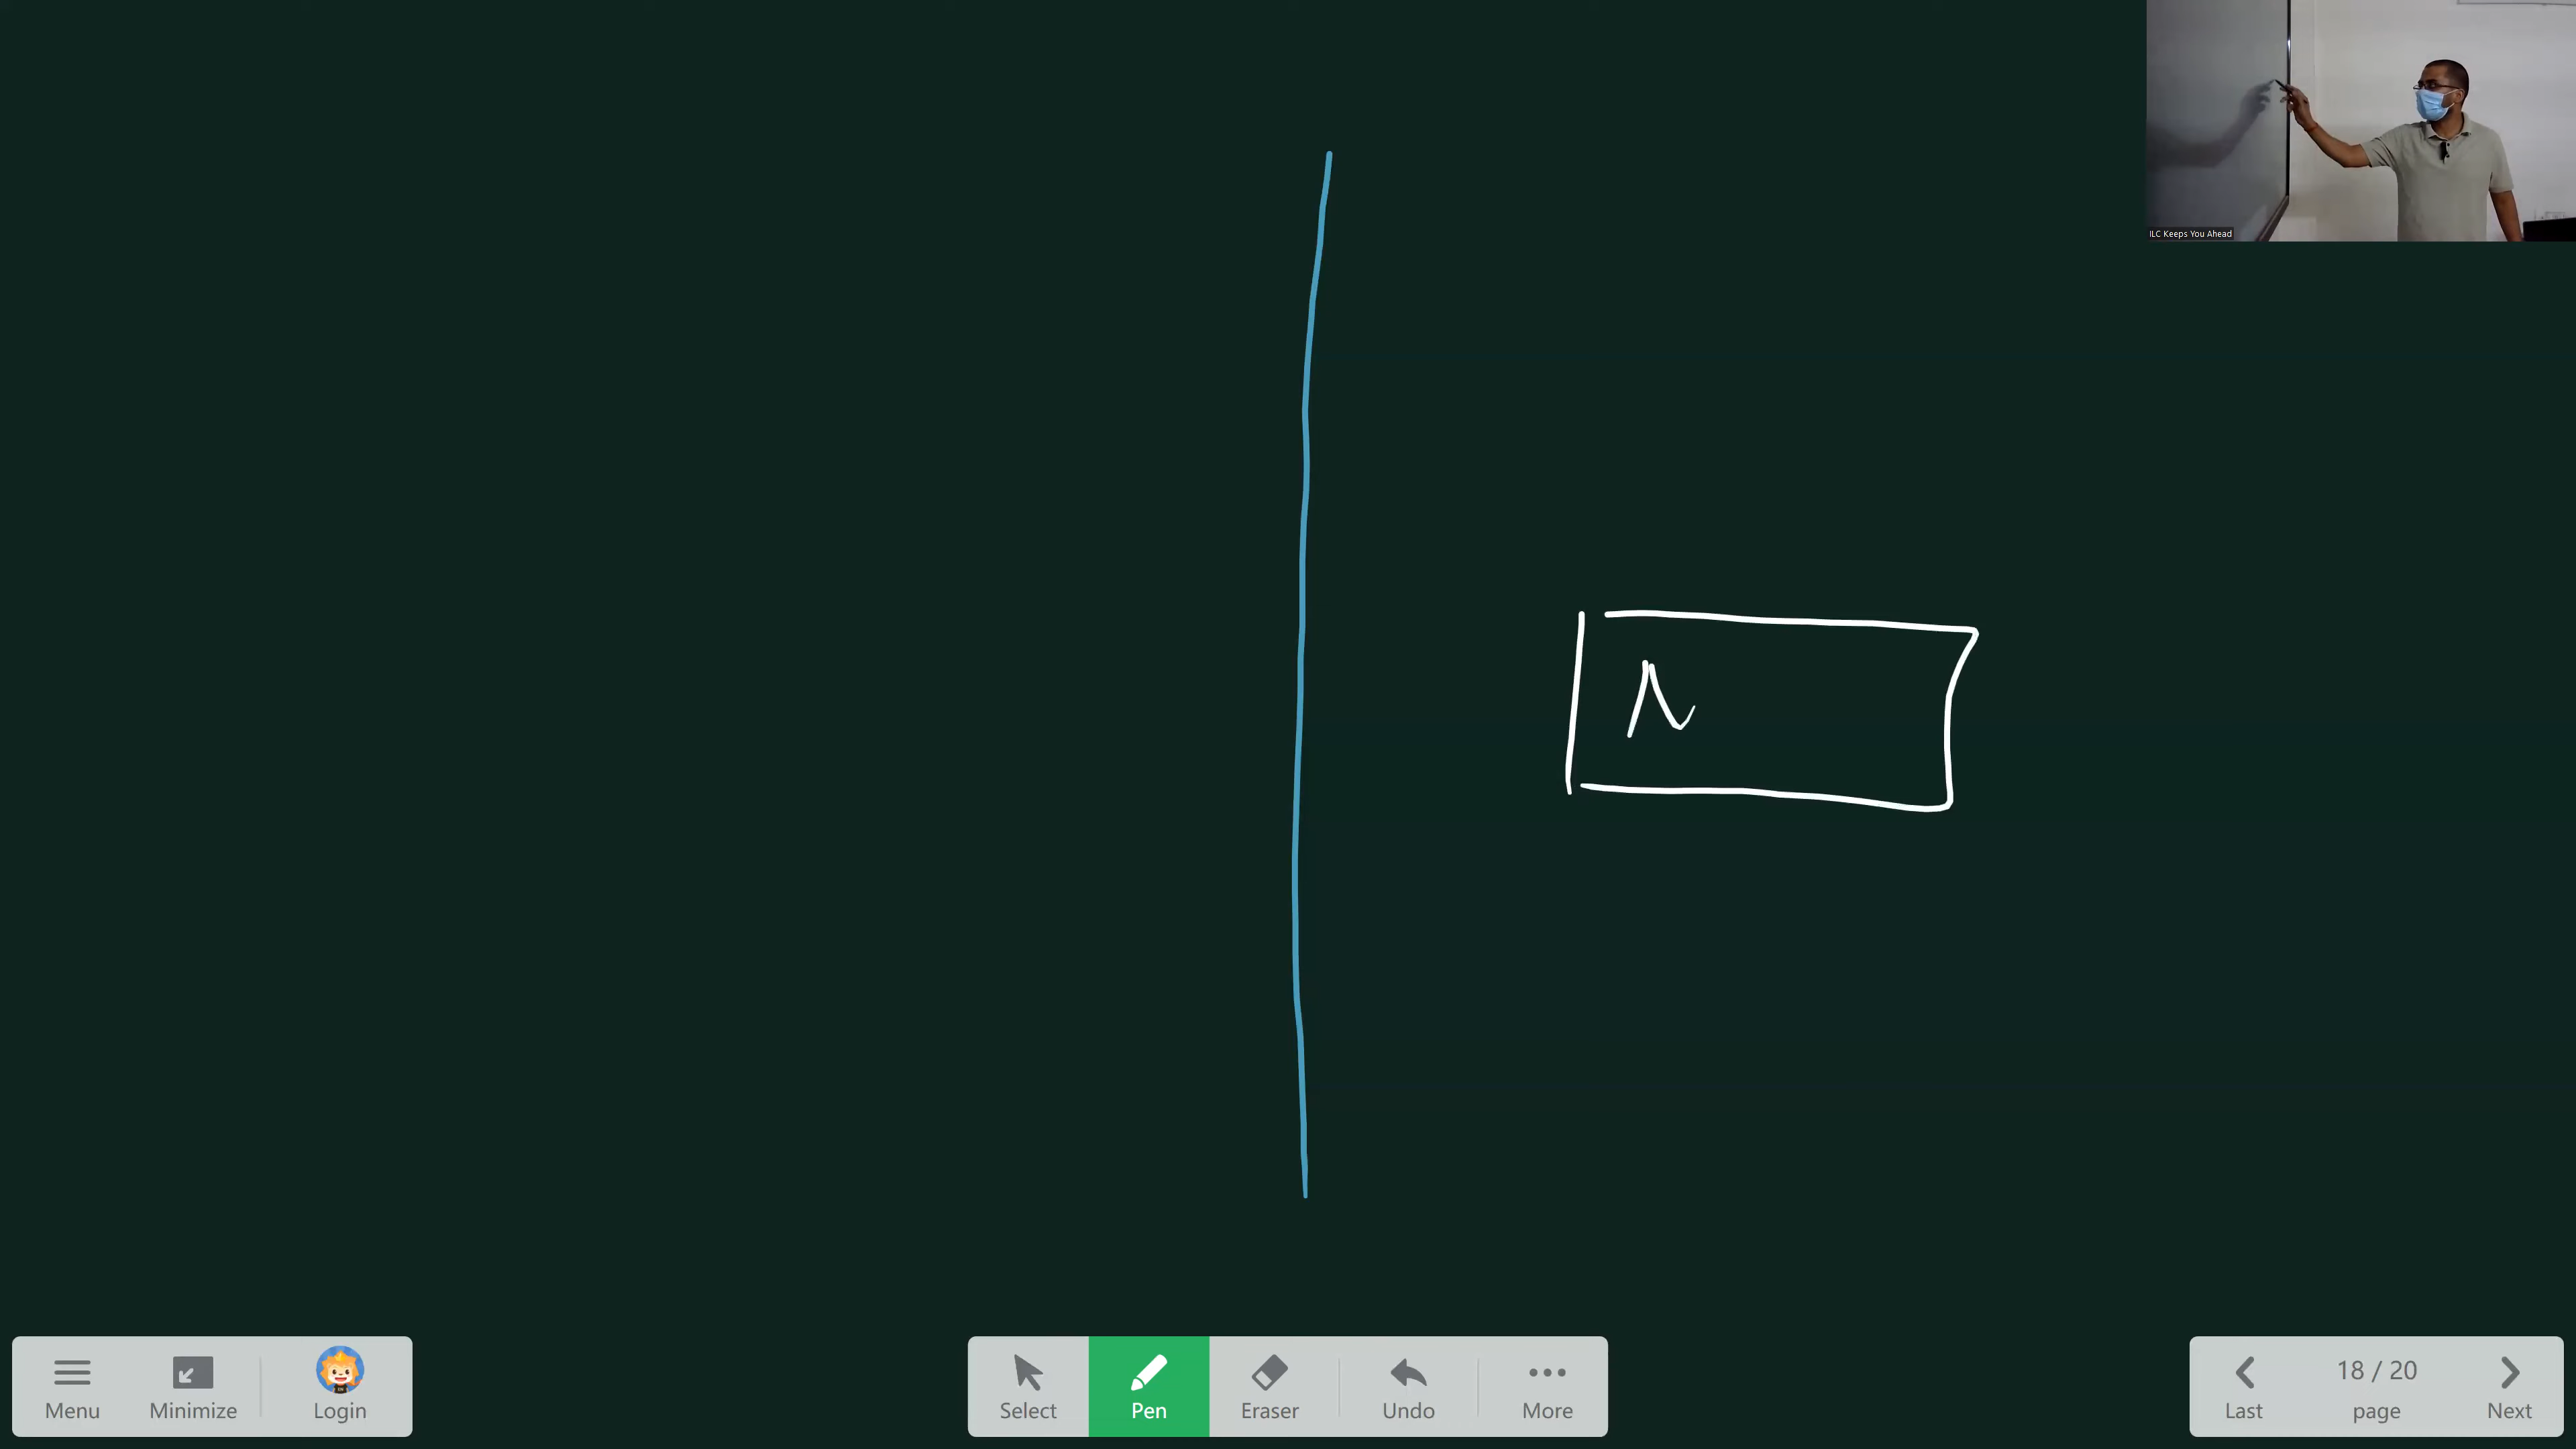 ILC Keeps You Ahead
N
Menu
Minimize
Login
Select
Pen
Eraser
Undo
More
Last
18 / 20
page
Next